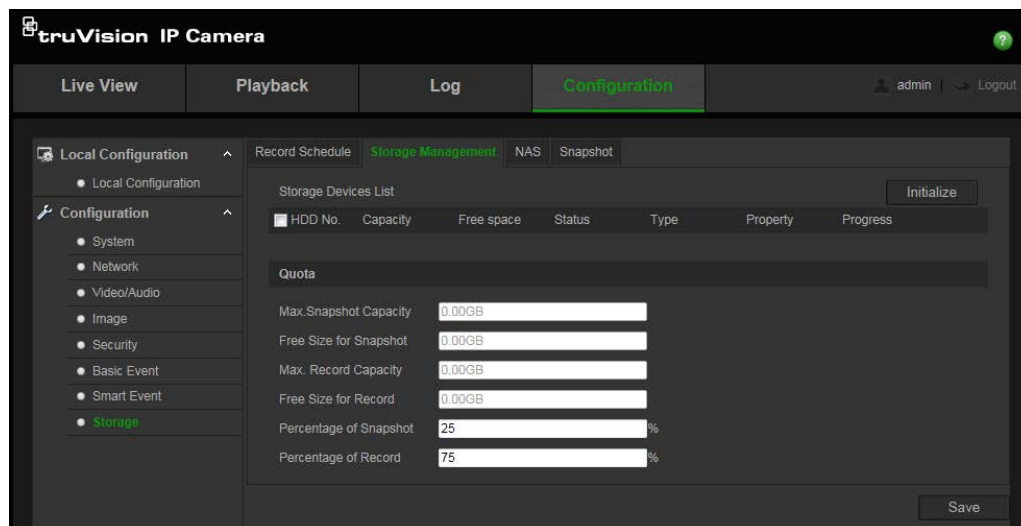 truVision IP Camera
?
Live View Playback Log Configuration admin | Logout
Local Configuration
Local Configuration
Configuration
System
Network
Video/Audio
Image
Security
Basic Event
Smart Event
Storage
Record Schedule Storage Management NAS Snapshot
Storage Devices List Initialize
HDD No. Capacity Free space Status Type Property Progress
Quota
Max.Snapshot Capacity 0.00GB
Free Size for Snapshot 0.00GB
Max. Record Capacity 0.00GB
Free Size for Record 0.00GB
Percentage of Snapshot 25 %
Percentage of Record 75 %
Save